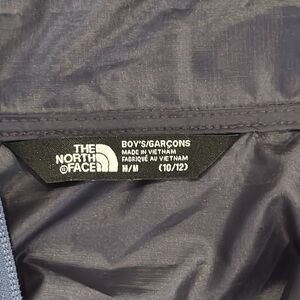 THE
NORTH
FACE
BOY'S/GARÇONS
MADE IN VIETNAM
FABRIQUÉ AU VIETNAM
M/M (10/12)